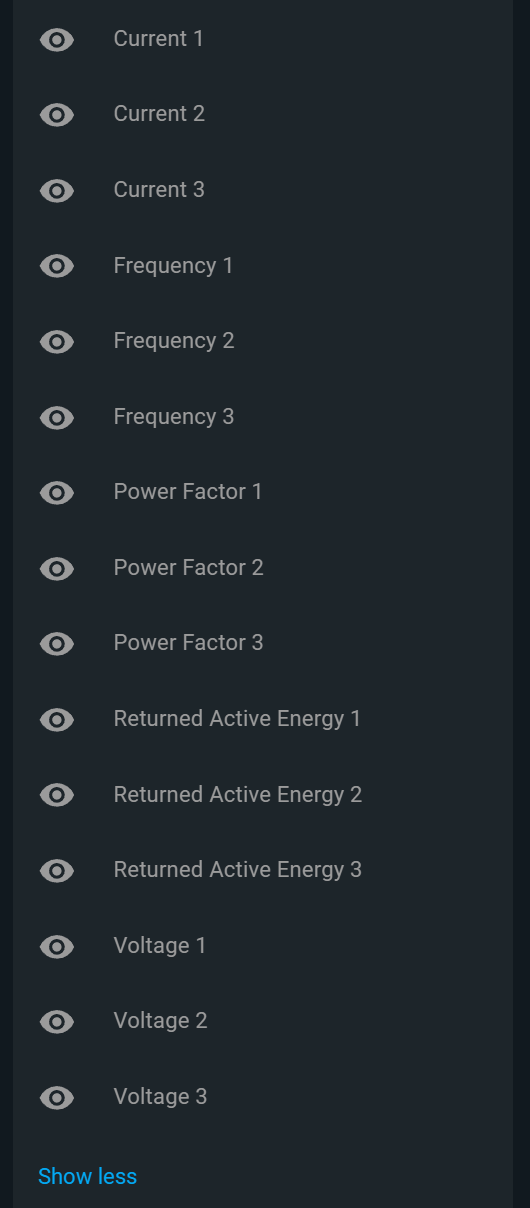 Current 1
Current 2
Current 3
Frequency 1
Frequency 2
Frequency 3
Power Factor 1
Power Factor 2
Power Factor 3
Returned Active Energy 1
Returned Active Energy 2
Returned Active Energy 3
Voltage 1
Voltage 2
Voltage 3
Show less